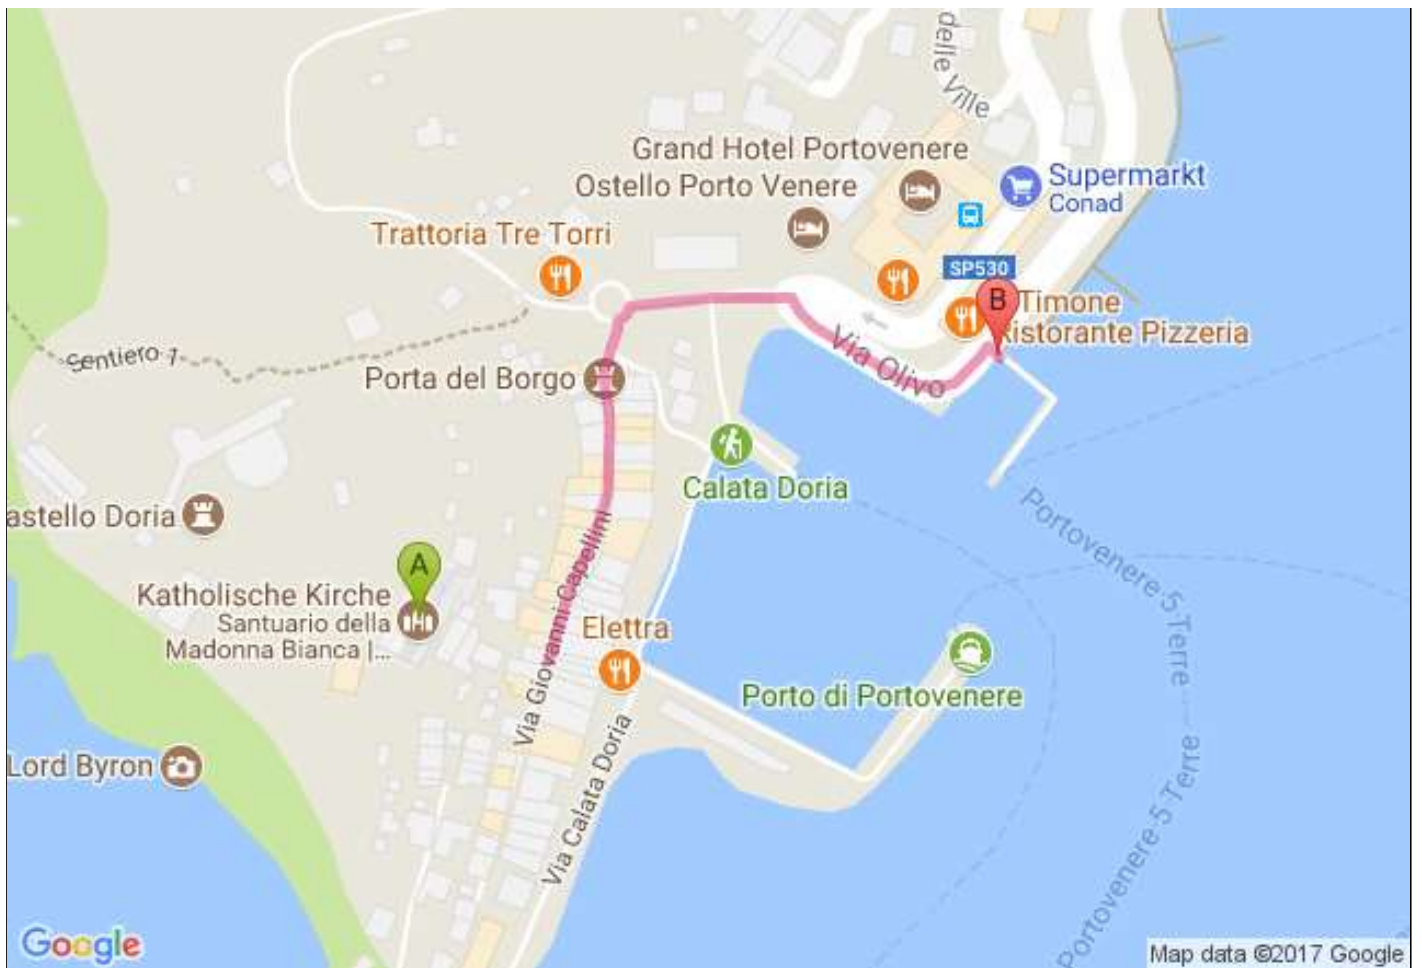 delle Ville
Grand Hotel Portovenere
Ostello Porto Venere
Supermarkt
Conad
Trattoria Tre Torri
SP530
B
Timone
Ristorante Pizzeria
Via Olivo
Sentiero 1
Porta del Borgo
Calata Doria
astello Doria
Portovenere 5 Terre
A
Katholische Kirche
Santuario della
Madonna Bianca |...
Via Giovanni Capellini
Elettra
Porto di Portovenere
Lord Byron
Via Calata Doria
Portovenere 5 Terre
Google
Map data ©2017 Google